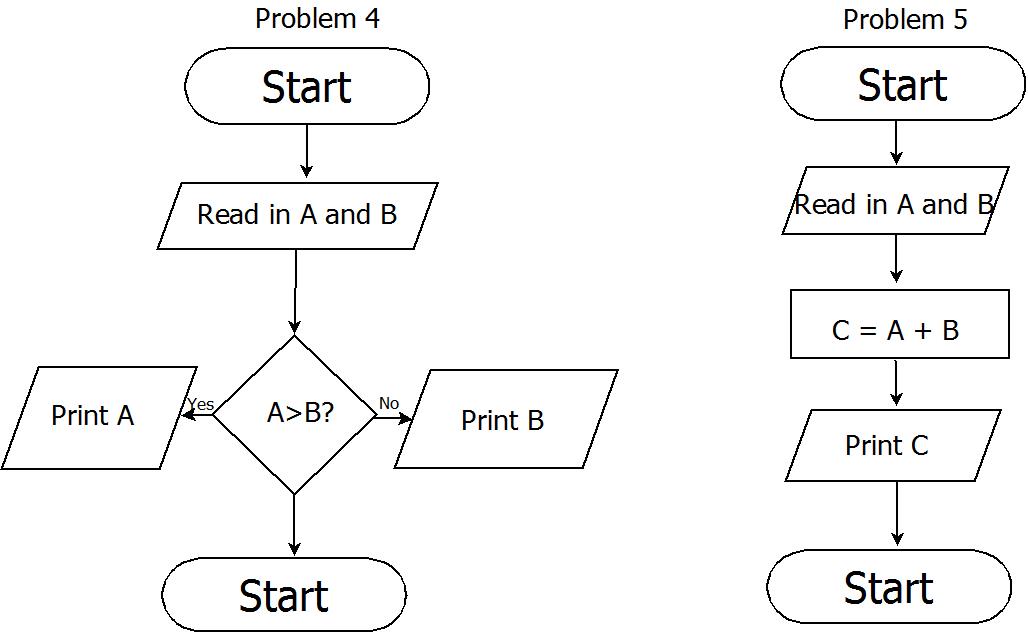 Problem 4
Start
Read in A and B
A>B?
Yes
Print A
No
Print B
Start
Problem 5
Start
Read in A and B
C = A + B
Print C
Start